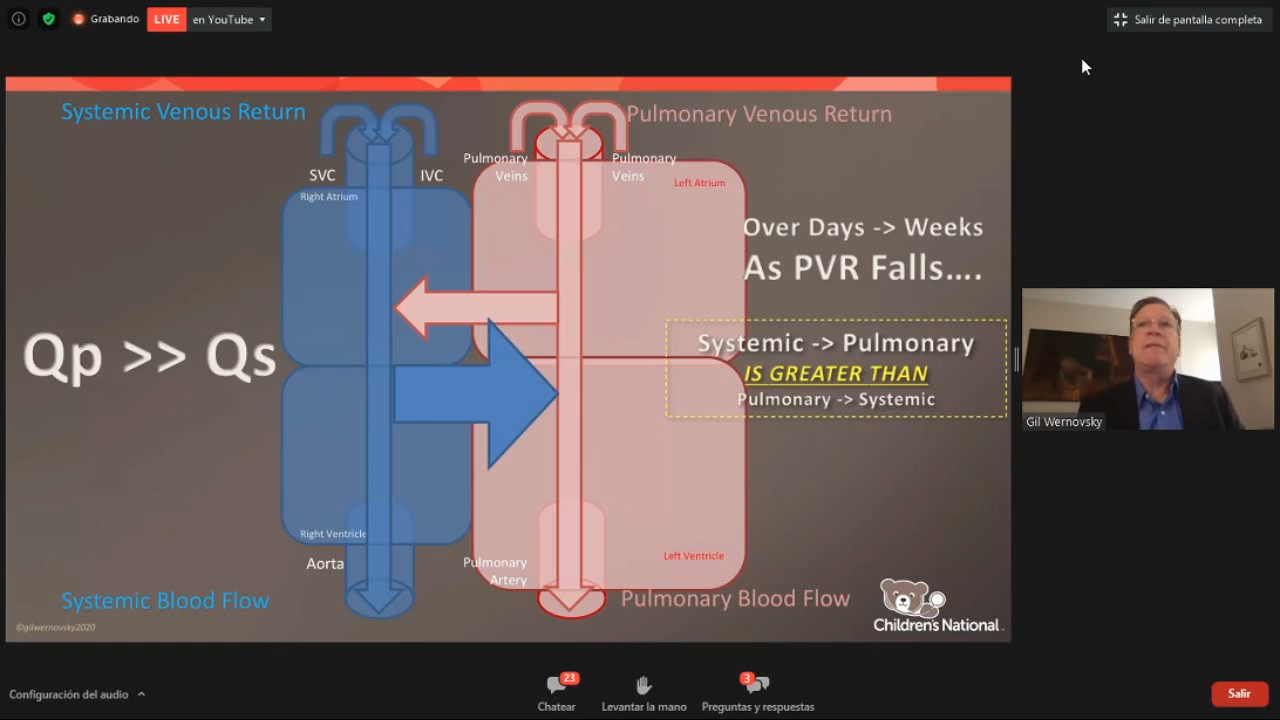 Grabando
LIVE
en YouTube
Salir de pantalla completa
Systemic Venous Return
Pulmonary Venous Return
SVC
IVC
Pulmonary
Veins
Pulmonary
Veins
Right Atrium
Left Atrium
Over Days -> Weeks
As PVR Falls....
Qp >> Qs
Systemic -> Pulmonary
IS GREATER THAN
Pulmonary -> Systemic
Gil Wernovsky
Right Ventricle
Left Ventricle
Aorta
Pulmonary
Artery
Systemic Blood Flow
Pulmonary Blood Flow
©gilwernovsky2020
Children's National
Configuración del audio
23
Chatear
Levantar la mano
3
Preguntas y respuestas
Salir